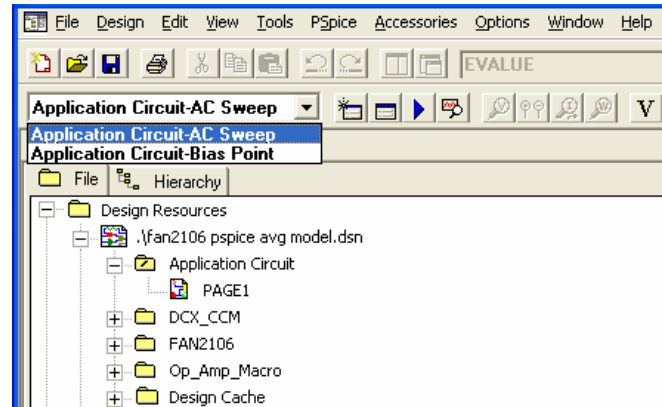 File Design Edit View Tools PSpice Accessories Options Window Help
EVALUE
Application Circuit-AC Sweep V
Application Circuit-AC Sweep
Application Circuit-Bias Point
File Hierarchy
Design Resources
.\fan2106 pspice avg model.dsn
Application Circuit
PAGE1
DCX_CCM
FAN2106
Op_Amp_Macro
Design Cache